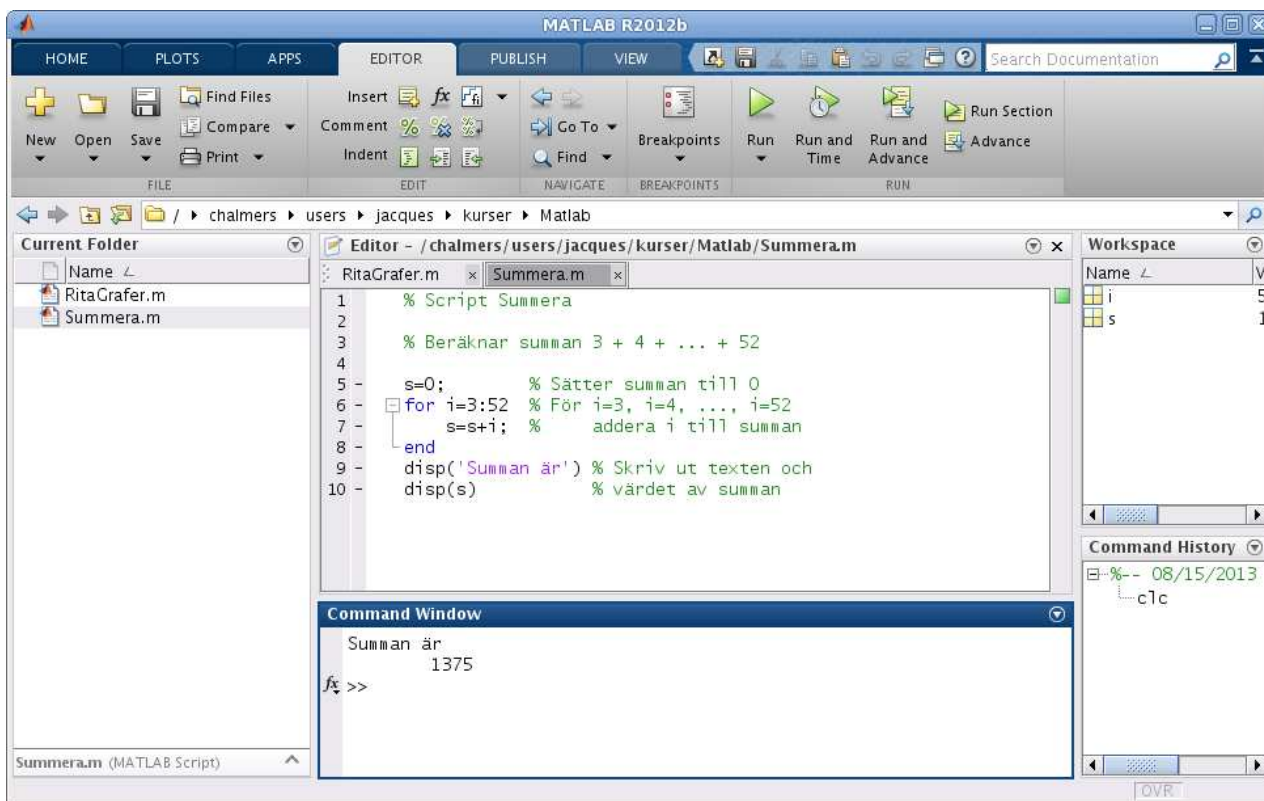 MATLAB R2012b
HOME PLOTS APPS EDITOR PUBLISH VIEW Search Documentation
New Open Save Find Files Compare Print
FILE
Insert fx
Comment
Indent
EDIT
Go To
Find
NAVIGATE
Breakpoints
BREAKPOINTS
Run Run and Time Run and Advance Run Section Advance
RUN
/ chalmers users jacques kurser Matlab
Current Folder
Name
RitaGrafer.m
Summera.m
Summera.m (MATLAB Script)
Editor - /chalmers/users/jacques/kurser/Matlab/Summera.m
RitaGrafer.m × Summera.m ×
1 % Script Summera
2
3 % Beräknar summan 3 + 4 + ... + 52
4
5 - s=0; % Sätter summan till 0
6 - for i=3:52 % För i=3, i=4, ..., i=52
7 - s=s+i; % addera i till summan
8 - end
9 - disp('Summan är') % Skriv ut texten och
10 - disp(s) % värdet av summan
Command Window
Summan är
1375
fx >>
Workspace
Name V
i 5
s 1
Command History
%-- 08/15/2013
clc
OVR